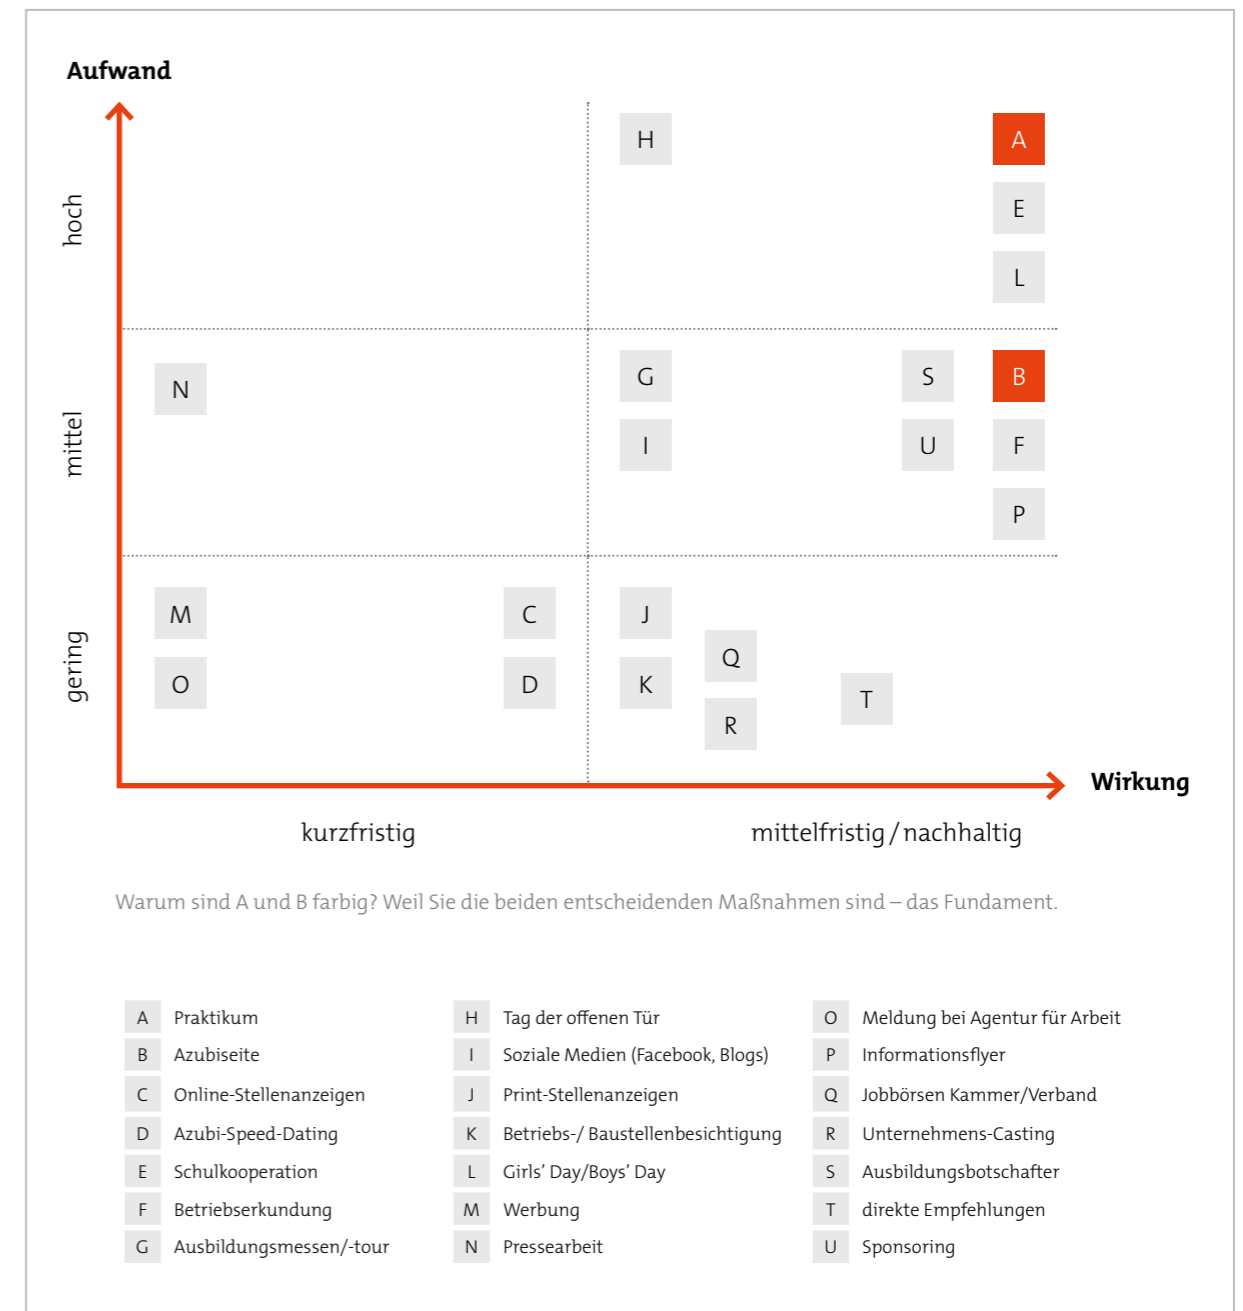 Aufwand
H A
E
hoch
L
G S B
N
I U F
mittel
P
M C J
Q
O D K
T
gering
R
Wirkung
kurzfristig mittelfristig / nachhaltig
Warum sind A und B farbig? Weil Sie die beiden entscheidenden Maßnahmen sind – das Fundament.
A Praktikum
B Azubiseite
C Online-Stellenanzeigen
D Azubi-Speed-Dating
E Schulkooperation
F Betriebserkundung
G Ausbildungsmessen/-tour
H Tag der offenen Tür
I Soziale Medien (Facebook, Blogs)
J Print-Stellenanzeigen
K Betriebs-/ Baustellenbesichtigung
L Girls’ Day/Boys’ Day
M Werbung
N Pressearbeit
O Meldung bei Agentur für Arbeit
P Informationsflyer
Q Jobbörsen Kammer/Verband
R Unternehmens-Casting
S Ausbildungsbotschafter
T direkte Empfehlungen
U Sponsoring